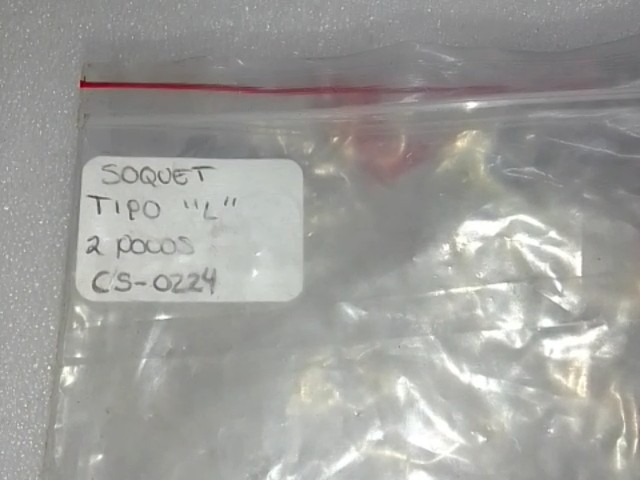 SOQUET
TIPO "L"
2 POCOS
CS-0224